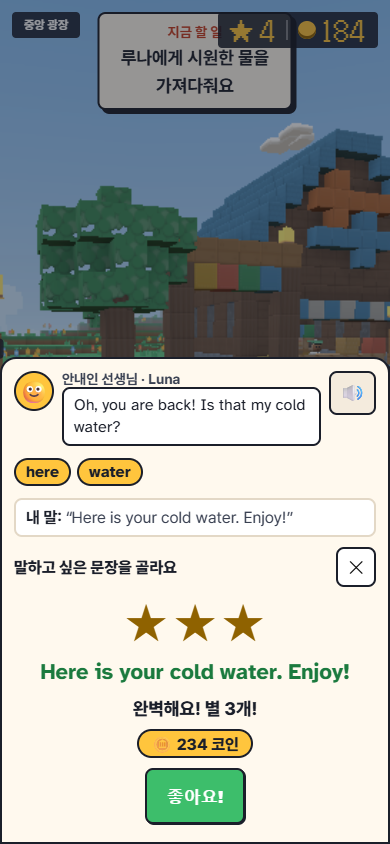 중앙 광장
지금 할
4
184
루나에게 시원한 물을
가져다줘요
안내인 선생님 · Luna
Oh, you are back! Is that my cold
water?
here
water
내 말: "Here is your cold water. Enjoy!"
말하고 싶은 문장을 골라요
Here is your cold water. Enjoy!
완벽해요! 별 3개!
234 코인
좋아요!